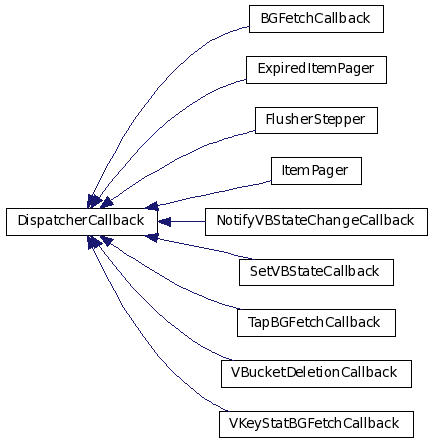 BGFetchCallback
ExpiredItemPager
FlusherStepper
ItemPager
DispatcherCallback
NotifyVBStateChangeCallback
SetVBStateCallback
TapBGFetchCallback
VBucketDeletionCallback
VKeyStatBGFetchCallback